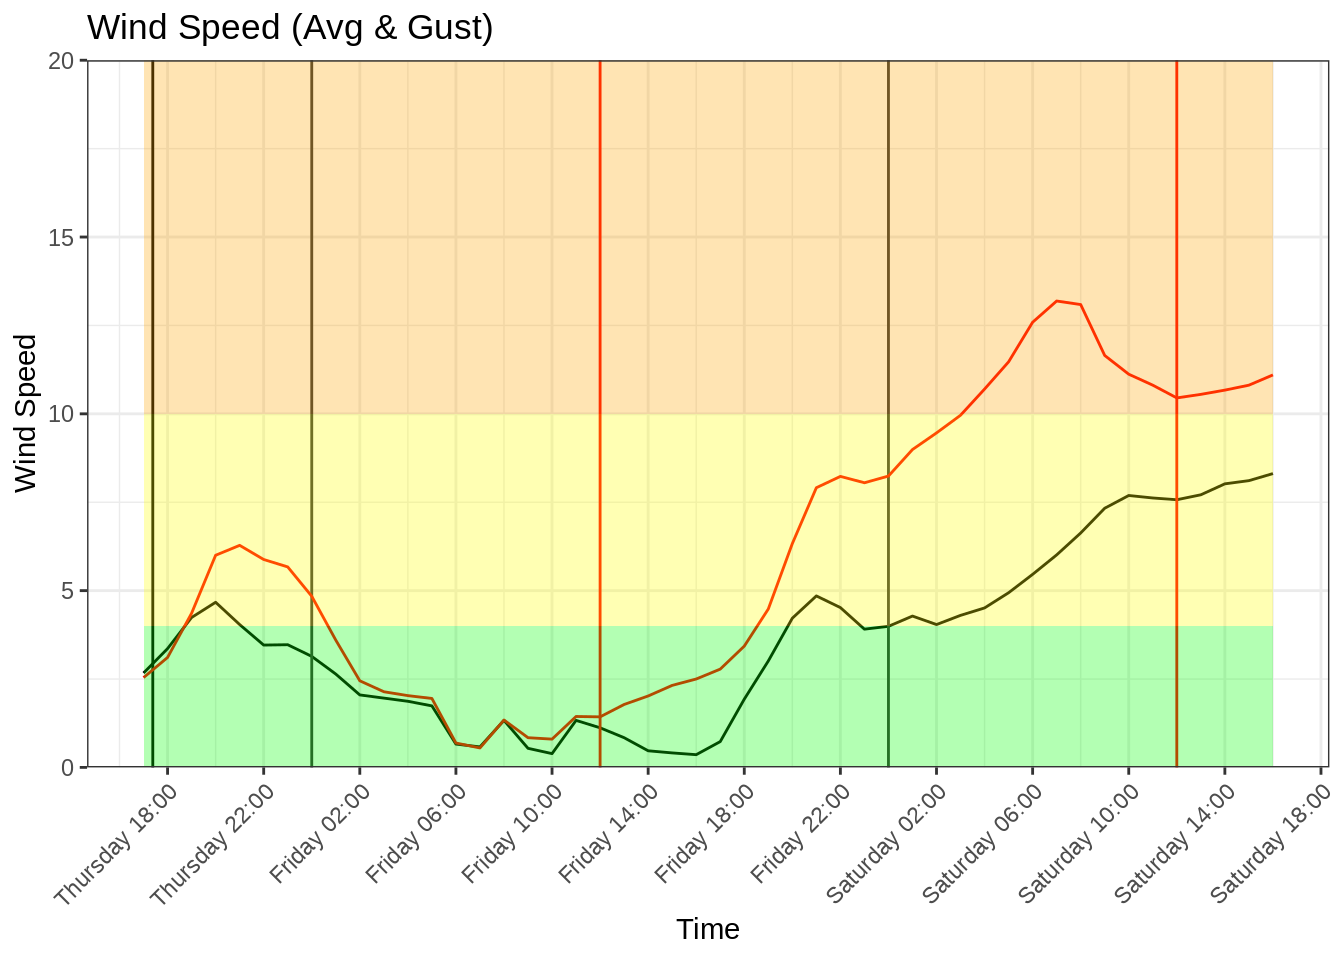 Wind Speed (Avg & Gust)
20
15
10
5
0
Wind Speed
Thursday 18:00
Thursday 22:00
Friday 02:00
Friday 06:00
Friday 10:00
Friday 14:00
Friday 18:00
Friday 22:00
Saturday 02:00
Saturday 06:00
Saturday 10:00
Saturday 14:00
Saturday 18:00
Time